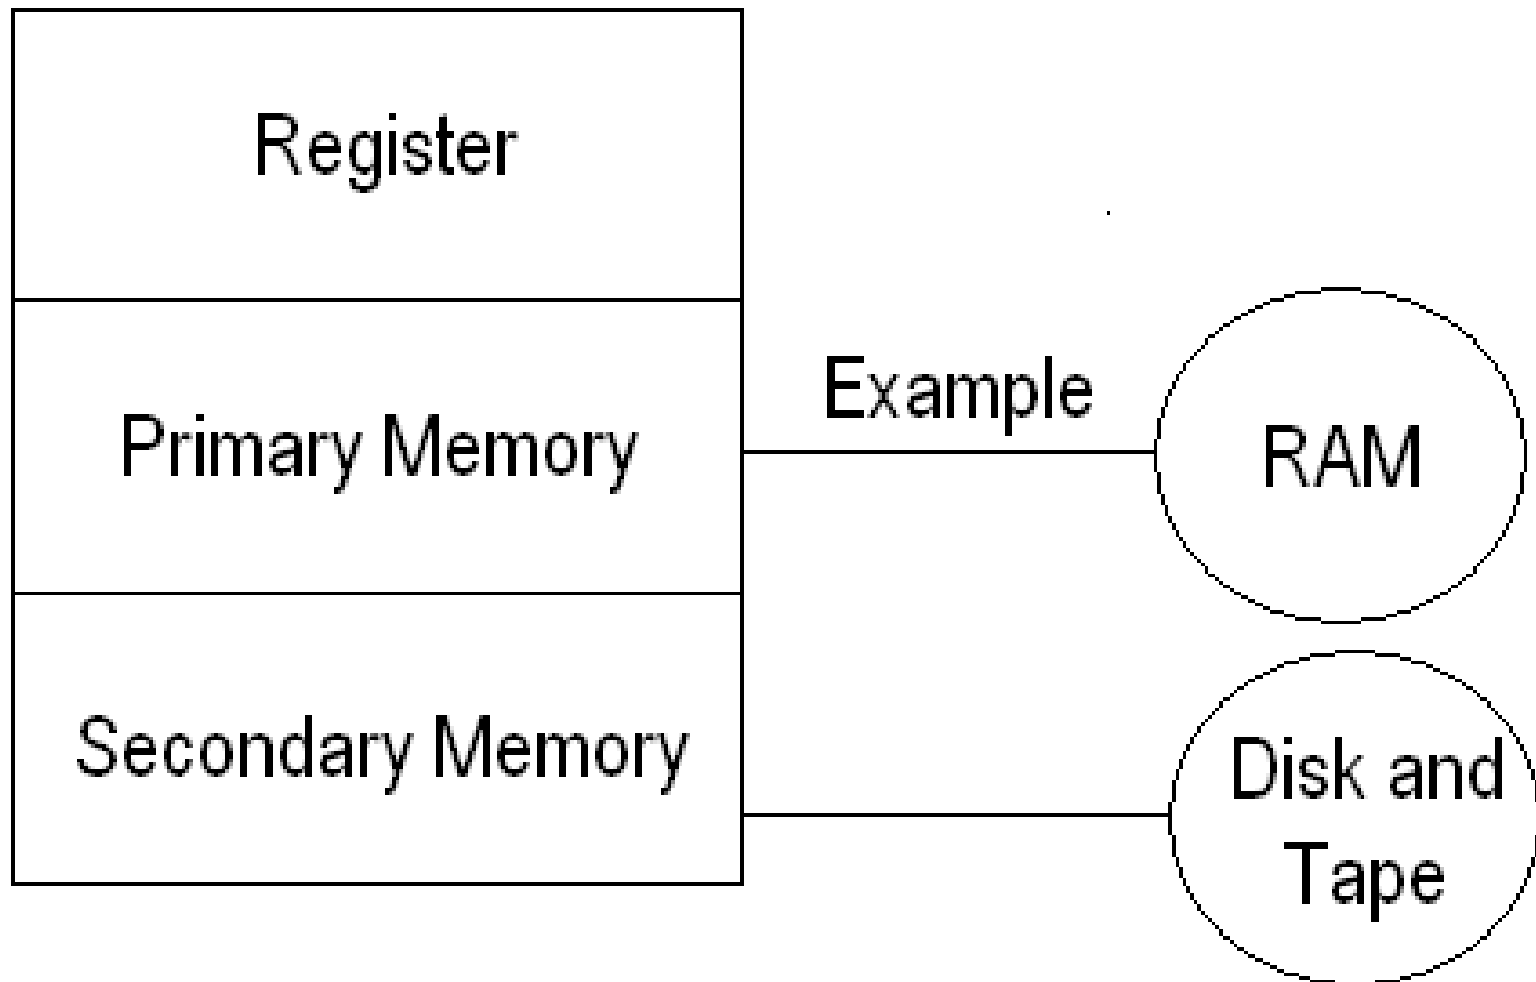 Register
Primary Memory
Example
RAM
Secondary Memory
Disk and
Tape